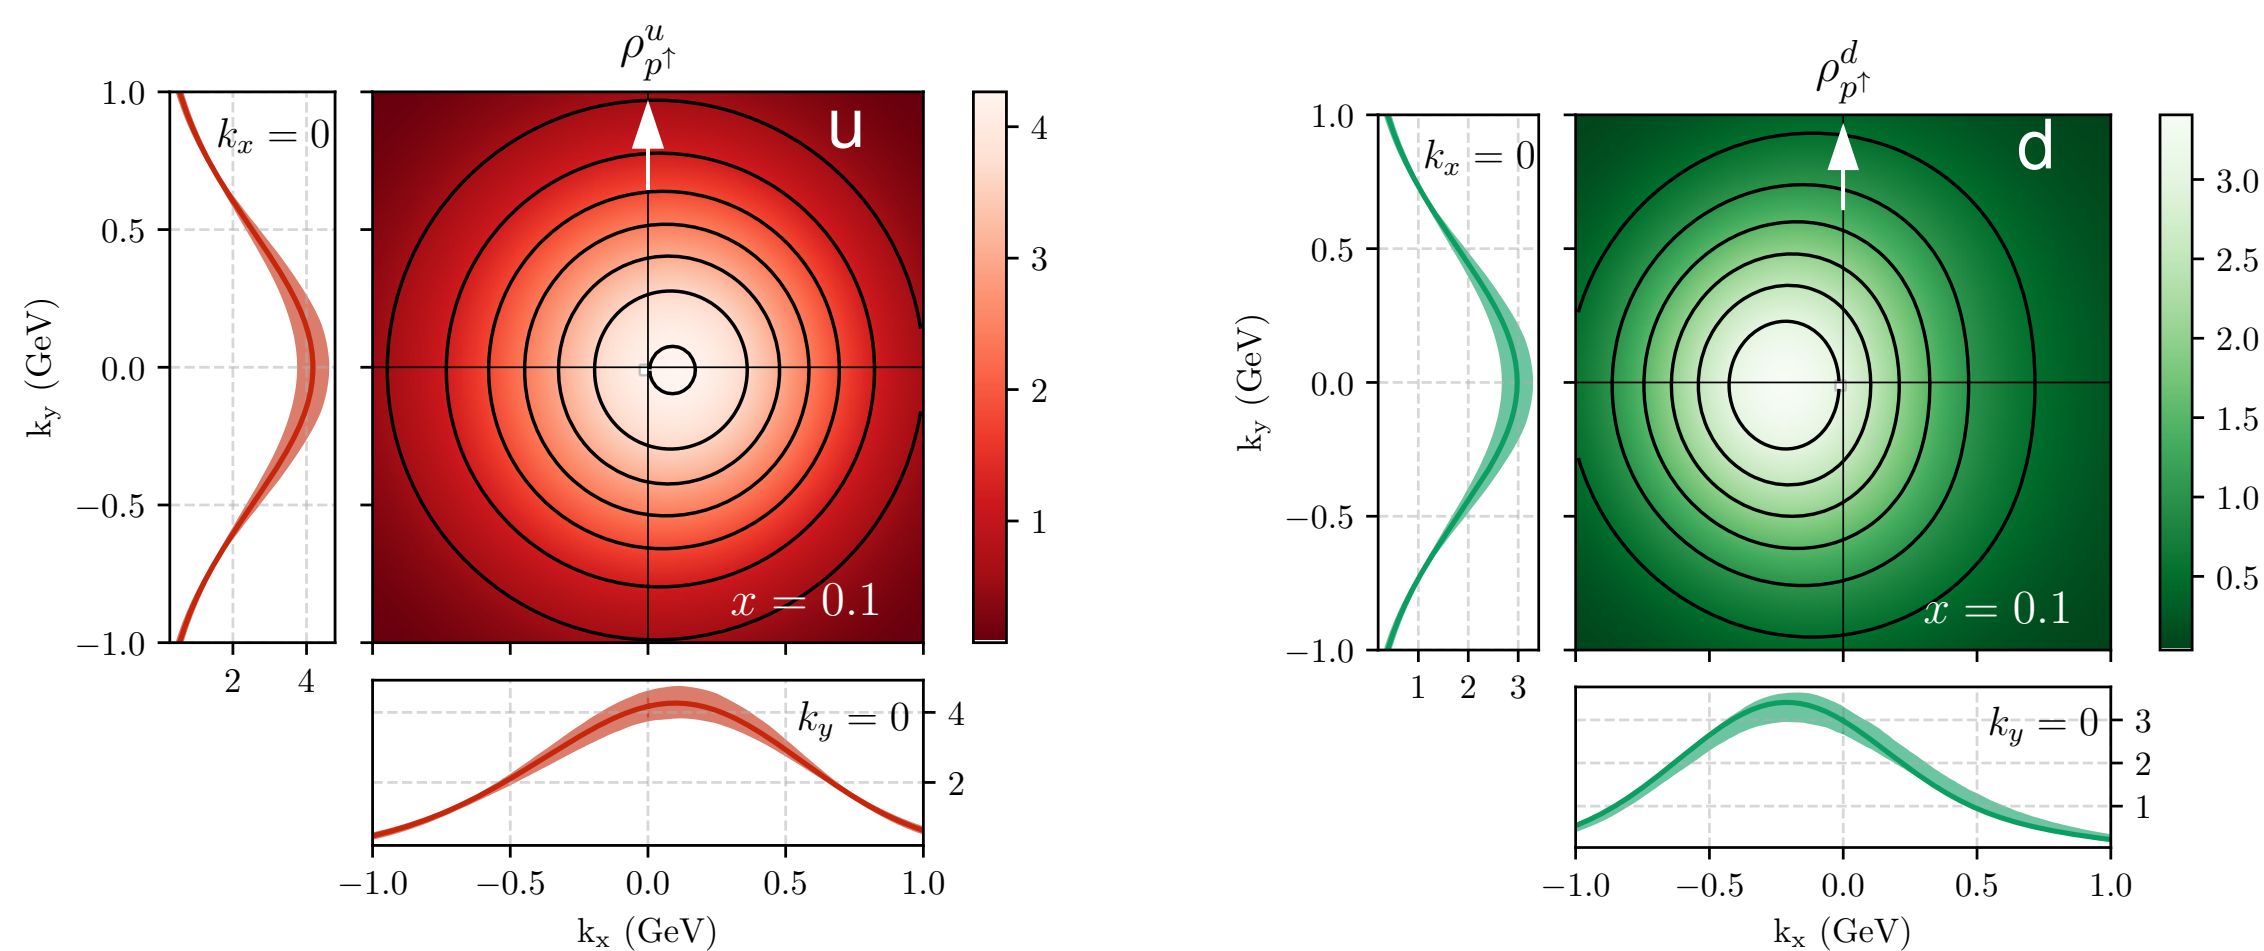 ρ^u_{p↑}
1.0
0.5
0.0
−0.5
−1.0
k_y (GeV)
k_x = 0
2 4
u
x = 0.1
4
3
2
1
k_y = 0
4
2
−1.0 −0.5 0.0 0.5 1.0
k_x (GeV)
ρ^d_{p↑}
1.0
0.5
0.0
−0.5
−1.0
k_y (GeV)
k_x = 0
1 2 3
d
x = 0.1
3.0
2.5
2.0
1.5
1.0
0.5
k_y = 0
3
2
1
−1.0 −0.5 0.0 0.5 1.0
k_x (GeV)